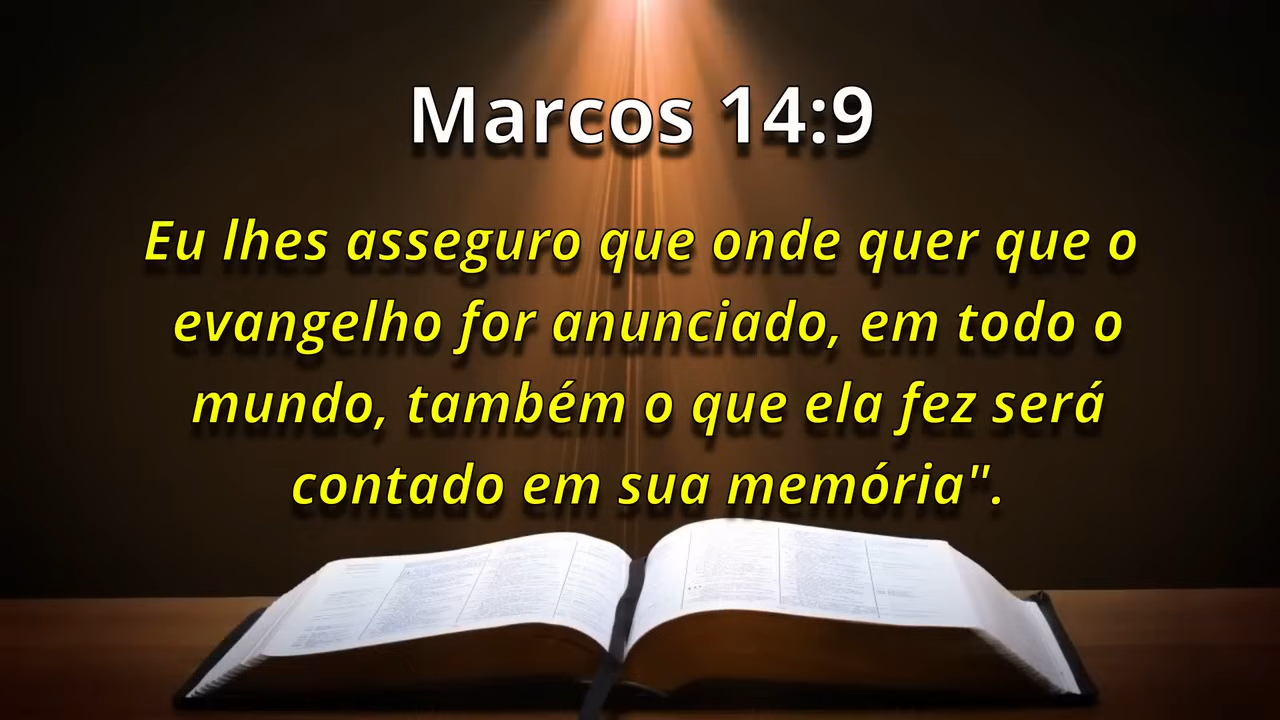 Marcos 14:9
Eu lhes asseguro que onde quer que o
evangelho for anunciado, em todo o
mundo, também o que ela fez será
contado em sua memória".